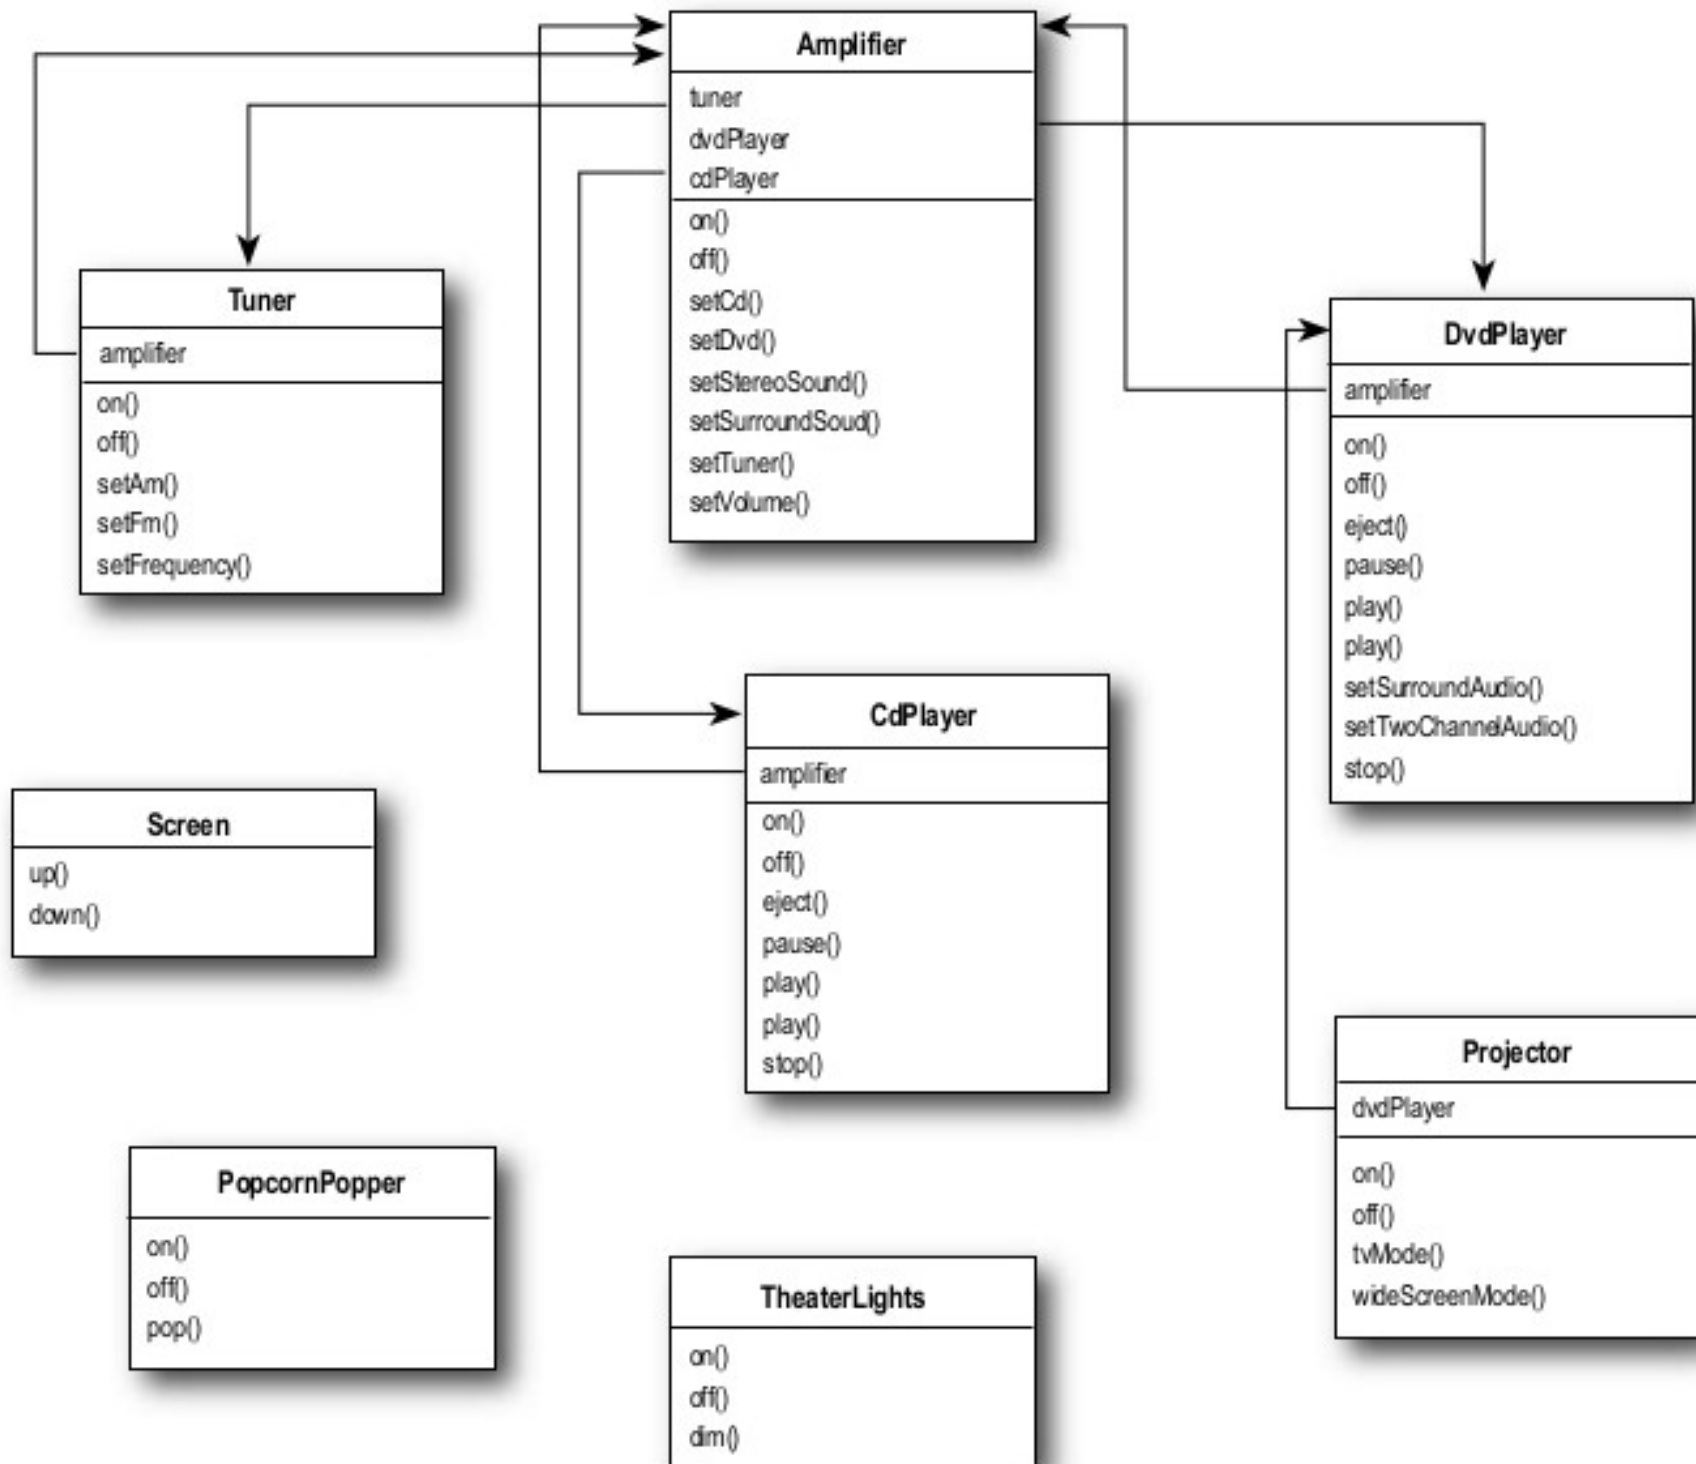 Amplifier
tuner
dvdPlayer
cdPlayer
on()
off()
setCd()
setDvd()
setStereoSound()
setSurroundSoud()
setTuner()
setVolume()
Tuner
amplifier
on()
off()
setAm()
setFm()
setFrequency()
DvdPlayer
amplifier
on()
off()
eject()
pause()
play()
play()
setSurroundAudio()
setTwoChannelAudio()
stop()
CdPlayer
amplifier
on()
off()
eject()
pause()
play()
play()
stop()
Screen
up()
down()
Projector
dvdPlayer
on()
off()
tvMode()
wideScreenMode()
PopcornPopper
on()
off()
pop()
TheaterLights
on()
off()
dim()